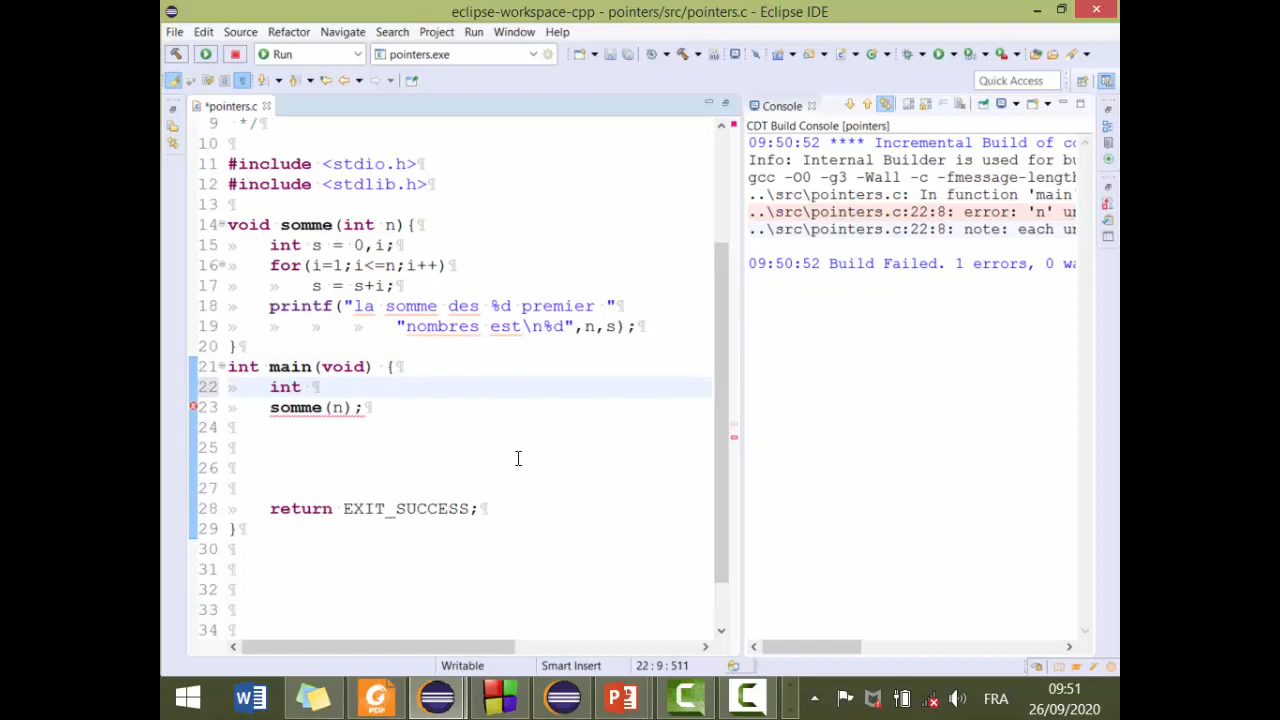 eclipse-workspace-cpp - pointers/src/pointers.c - Eclipse IDE
File Edit Source Refactor Navigate Search Project Run Window Help
Run pointers.exe
Quick Access
*pointers.c
Console
CDT Build Console [pointers]
09:50:52 **** Incremental Build of co
Info: Internal Builder is used for bu
gcc -O0 -g3 -Wall -c -fmessage-length
..\src\pointers.c: In function 'main'
..\src\pointers.c:22:8: error: 'n' un
..\src\pointers.c:22:8: note: each un
09:50:52 Build Failed. 1 errors, 0 wa
9 */
10
11 #include <stdio.h>
12 #include <stdlib.h>
13
14 void somme(int n){
15 int s = 0,i;
16 for(i=1;i<=n;i++)
17 s = s+i;
18 printf("la somme des %d premier "
19 "nombres est\n%d",n,s);
20 }
21 int main(void) {
22 int
23 somme(n);
24
25
26
27
28 return EXIT_SUCCESS;
29 }
30
31
32
33
34
Writable Smart Insert 22 : 9 : 511
FRA 09:51
26/09/2020